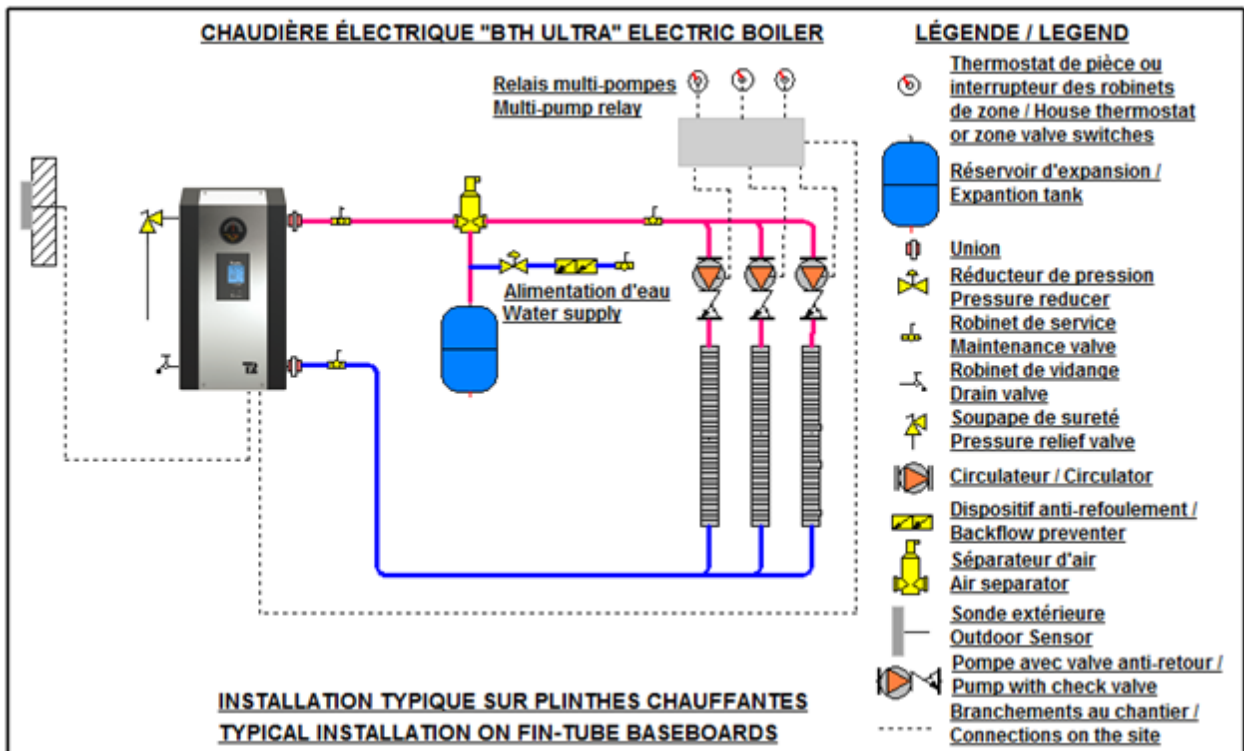 CHAUDIÈRE ÉLECTRIQUE "BTH ULTRA" ELECTRIC BOILER
Relais multi-pompes
Multi-pump relay
Alimentation d'eau
Water supply
INSTALLATION TYPIQUE SUR PLINTHES CHAUFFANTES
TYPICAL INSTALLATION ON FIN-TUBE BASEBOARDS
LÉGENDE / LEGEND
Thermostat de pièce ou
interrupteur des robinets
de zone / House thermostat
or zone valve switches
Réservoir d'expansion /
Expantion tank
Union
Réducteur de pression
Pressure reducer
Robinet de service
Maintenance valve
Robinet de vidange
Drain valve
Soupape de sureté
Pressure relief valve
Circulateur / Circulator
Dispositif anti-refoulement /
Backflow preventer
Séparateur d'air
Air separator
Sonde extérieure
Outdoor Sensor
Pompe avec valve anti-retour /
Pump with check valve
Branchements au chantier /
Connections on the site